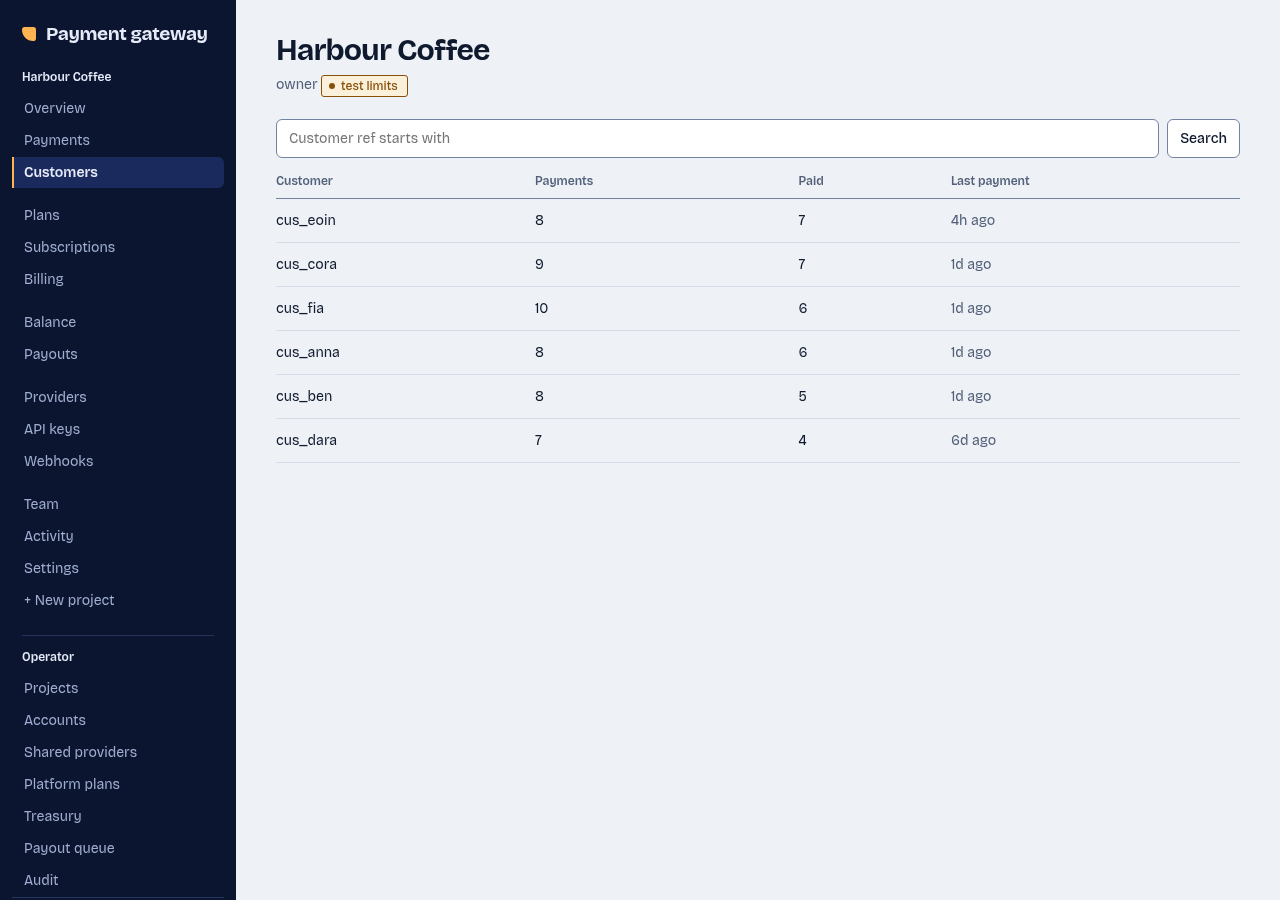 Payment gateway
Harbour Coffee
Overview
Payments
Customers
Plans
Subscriptions
Billing
Balance
Payouts
Providers
API keys
Webhooks
Team
Activity
Settings
+ New project
Operator
Projects
Accounts
Shared providers
Platform plans
Treasury
Payout queue
Audit
Harbour Coffee
owner test limits
Customer ref starts with Search
Customer Payments Paid Last payment
cus_eoin 8 7 4h ago
cus_cora 9 7 1d ago
cus_fia 10 6 1d ago
cus_anna 8 6 1d ago
cus_ben 8 5 1d ago
cus_dara 7 4 6d ago